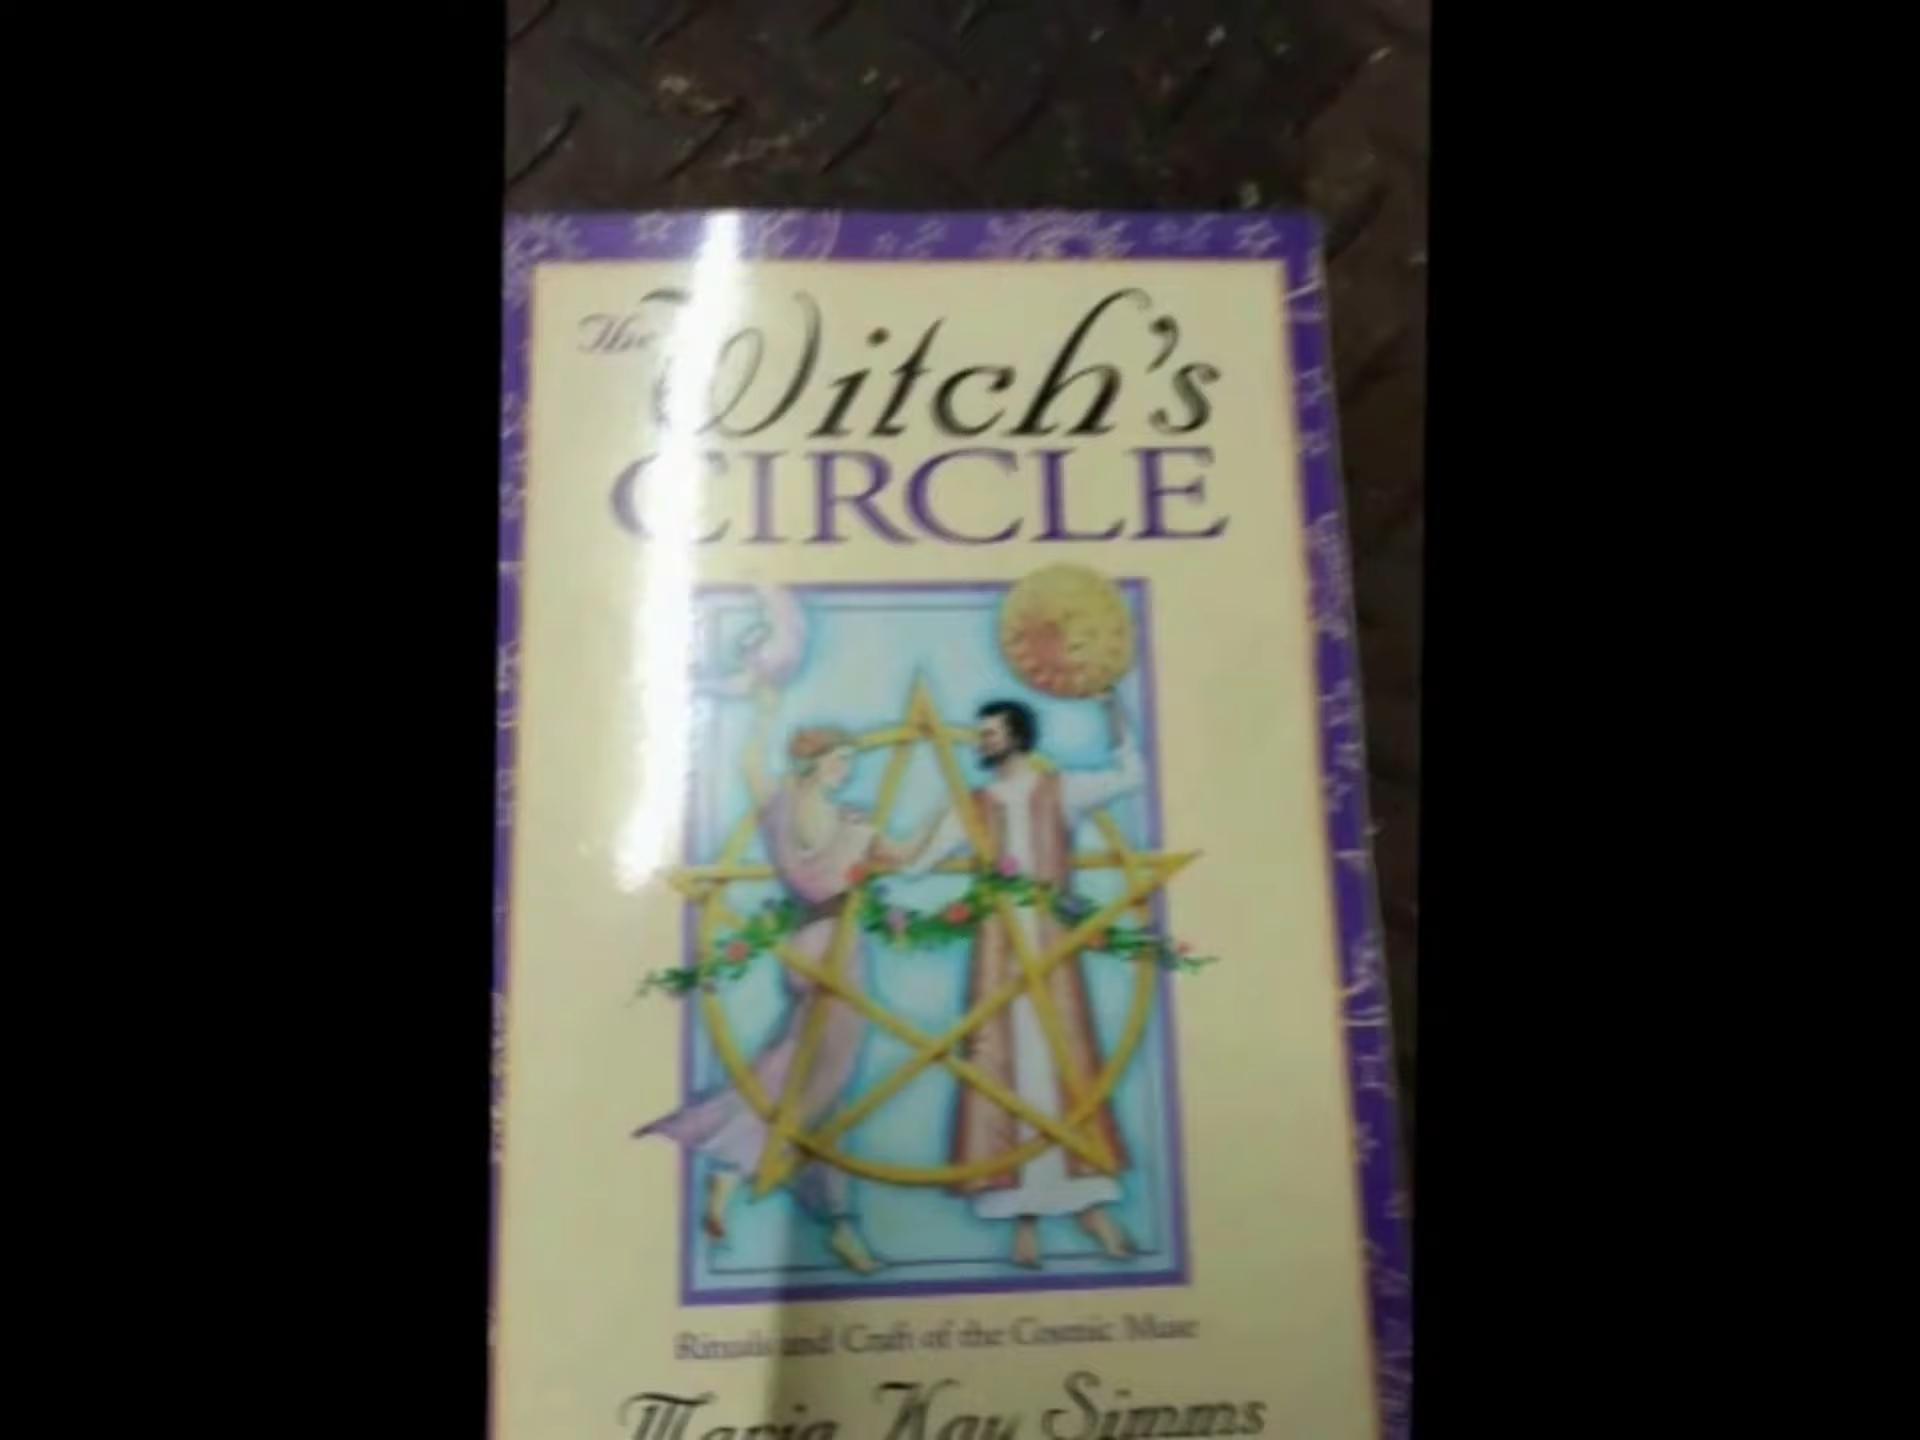 The Witch's
CIRCLE
Rituals and Craft of the Cosmic Muse
Maria Kay Simms